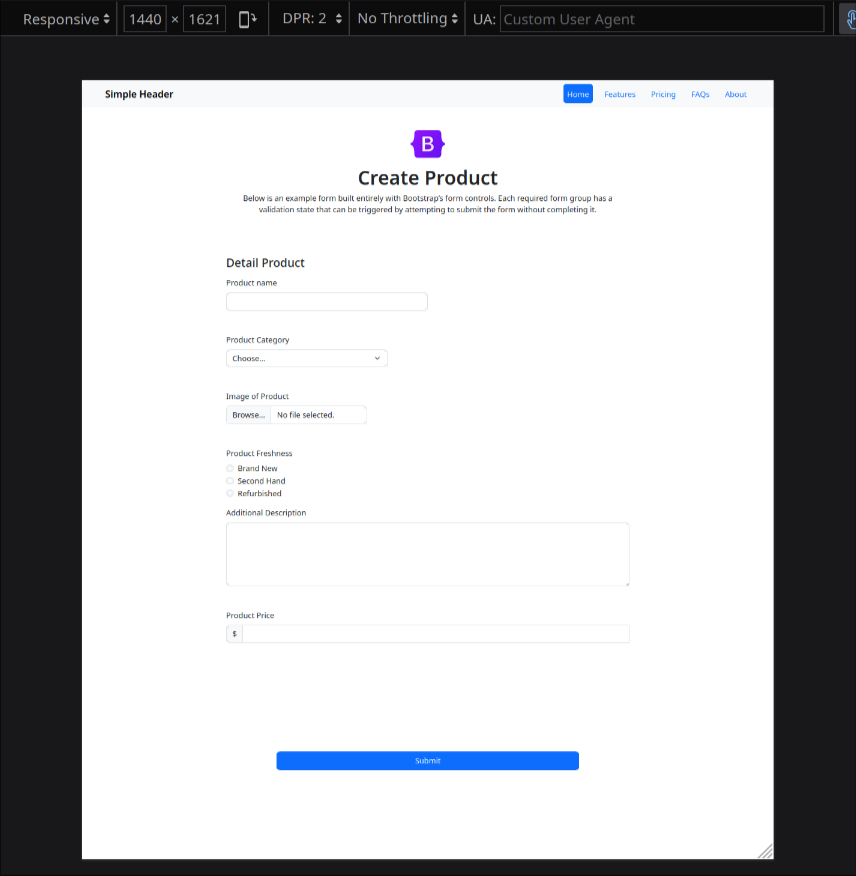 Responsive 1440 × 1621 DPR: 2 No Throttling UA: Custom User Agent
Simple Header Home Features Pricing FAQs About
B
Create Product
Below is an example form built entirely with Bootstrap's form controls. Each required form group has a
validation state that can be triggered by attempting to submit the form without completing it.
Detail Product
Product name
Product Category
Choose...
Image of Product
Browse... No file selected.
Product Freshness
Brand New
Second Hand
Refurbished
Additional Description
Product Price
$
Submit